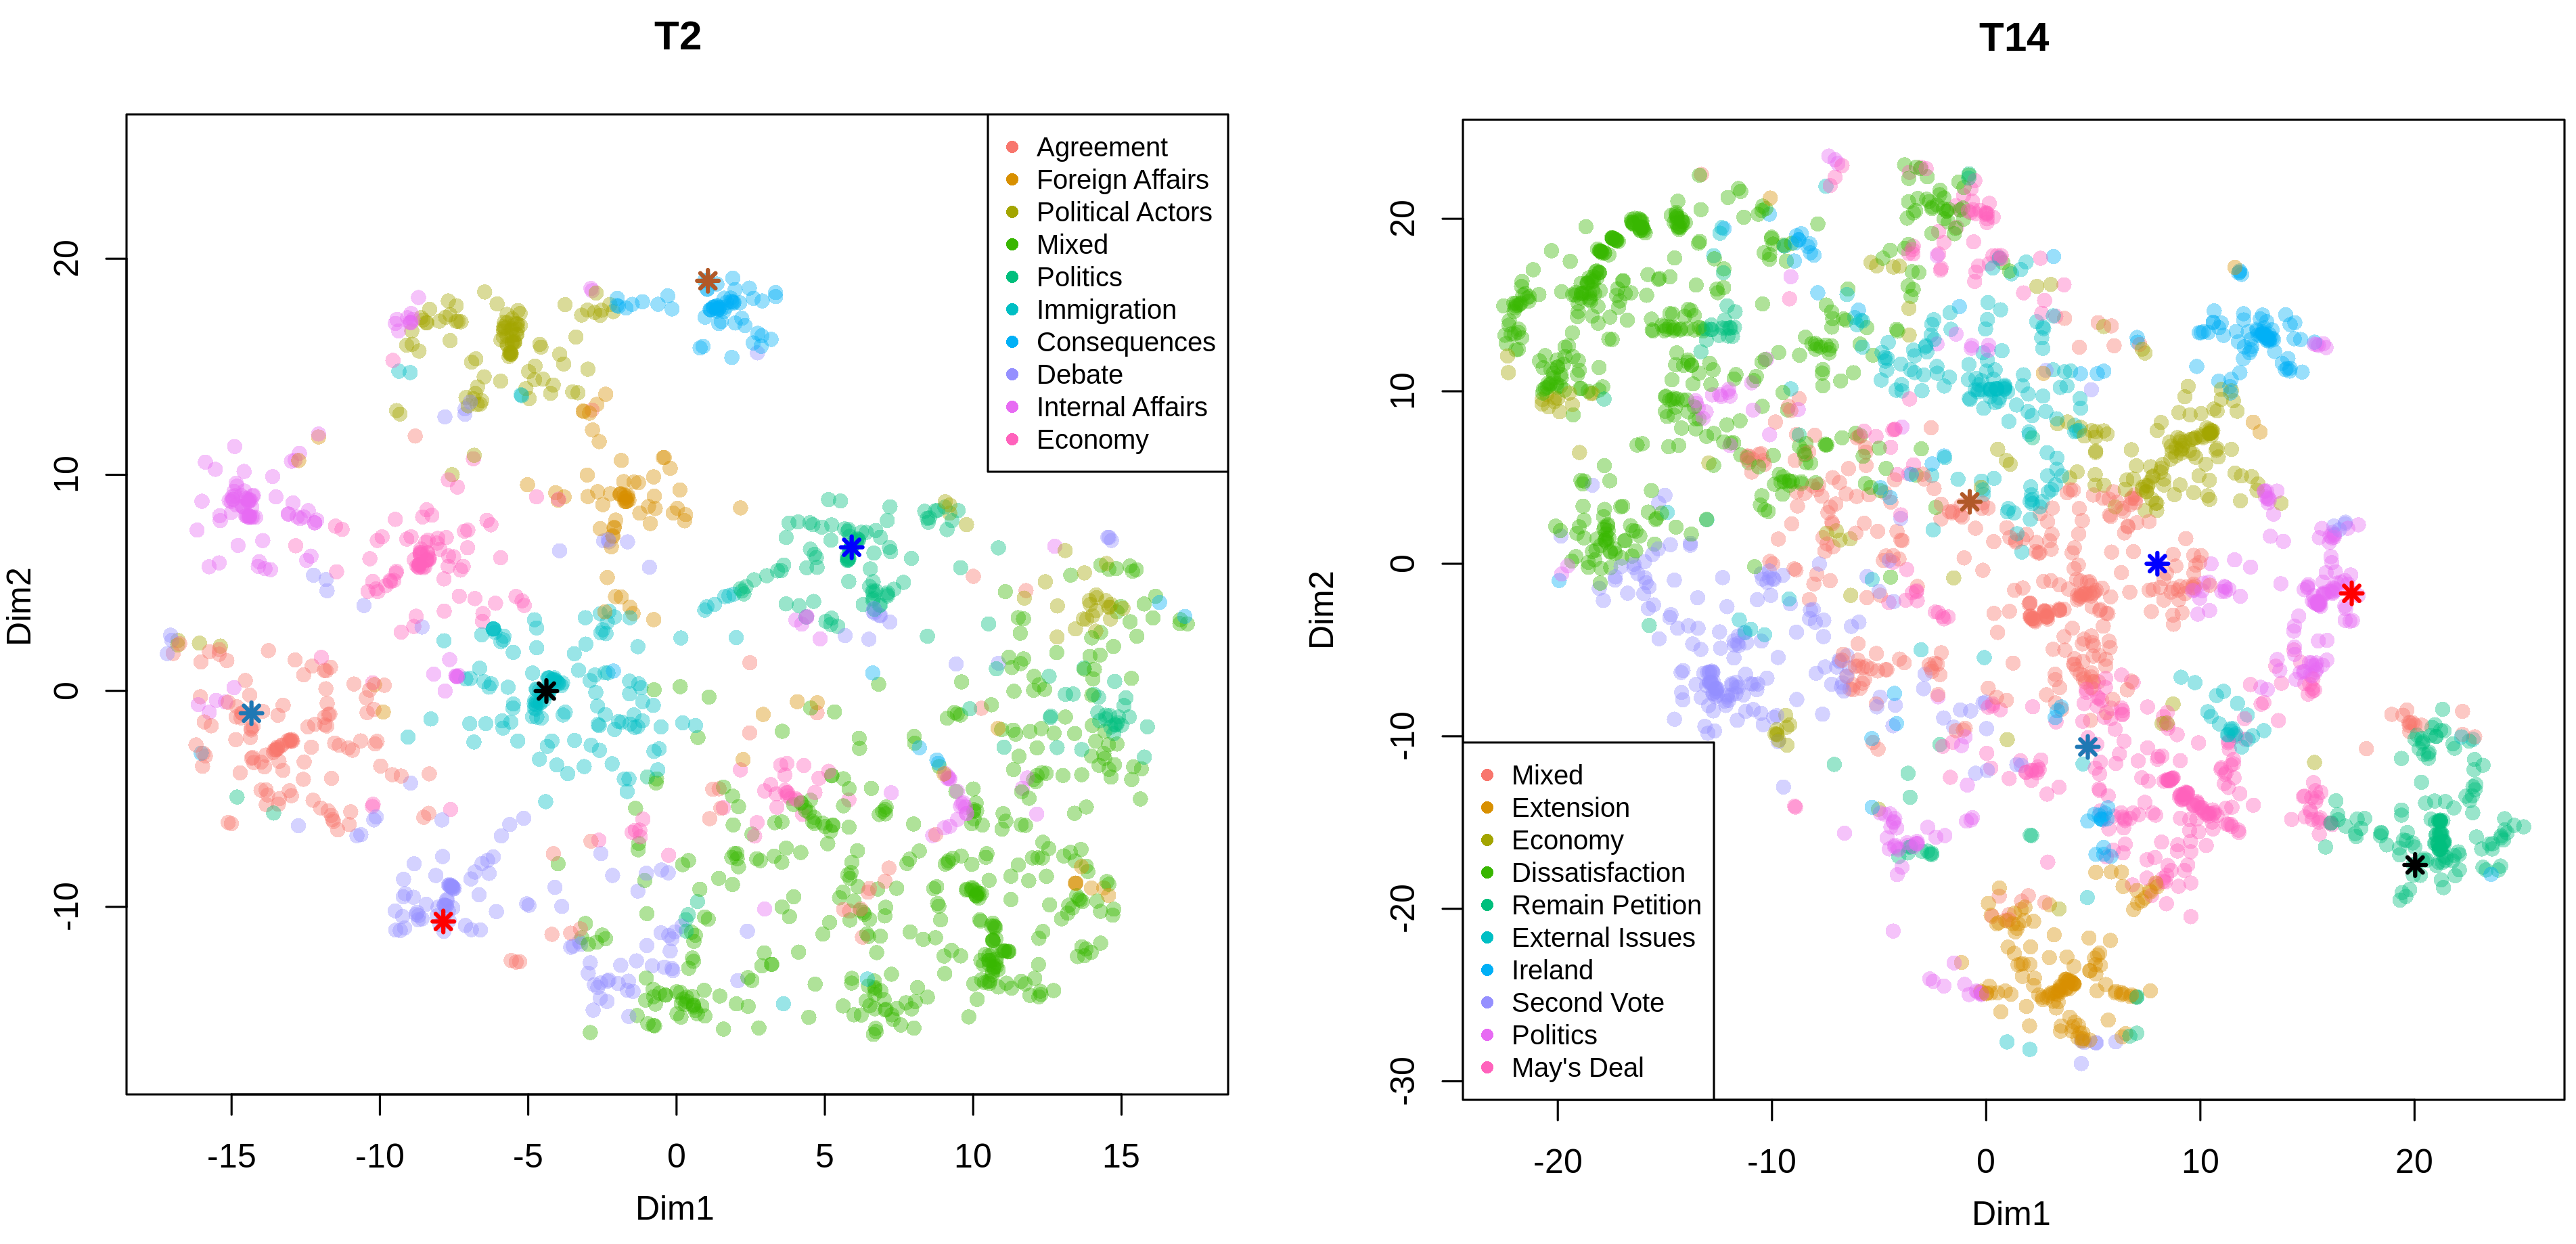 T2
T14
Agreement
Foreign Affairs
Political Actors
Mixed
Politics
Immigration
Consequences
Debate
Internal Affairs
Economy
20
10
0
-10
Dim2
-15
-10
-5
0
5
10
15
Dim1
20
10
0
-10
-20
-30
Dim2
Mixed
Extension
Economy
Dissatisfaction
Remain Petition
External Issues
Ireland
Second Vote
Politics
May's Deal
-20
-10
0
10
20
Dim1